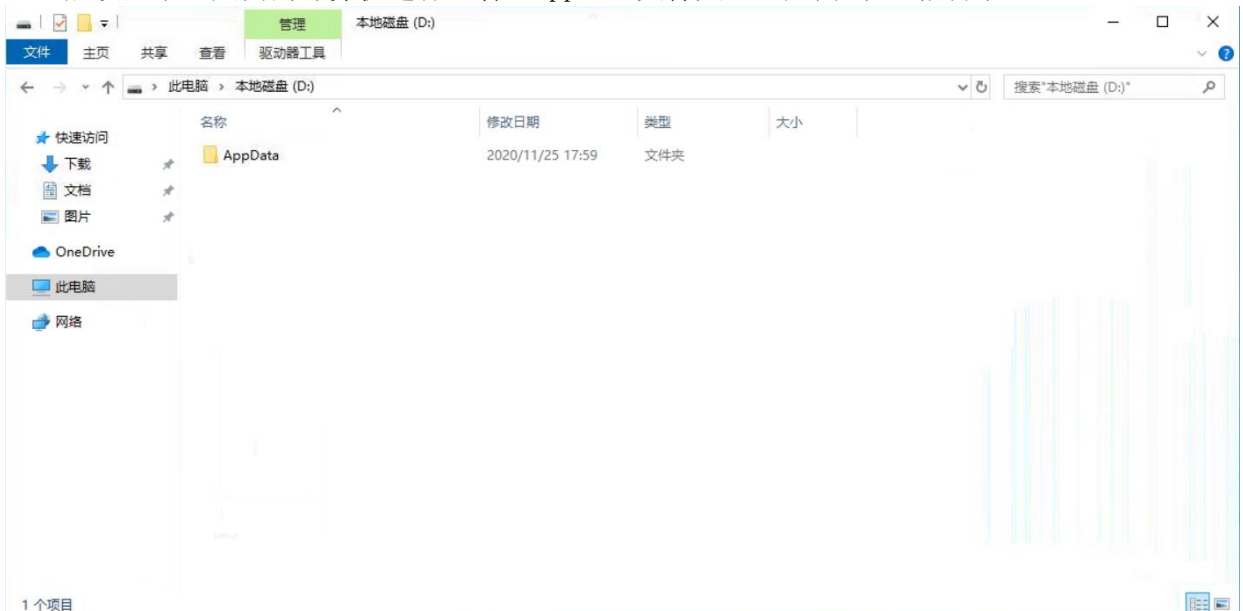 管理 本地磁盘 (D:)
文件 主页 共享 查看 驱动器工具
此电脑 › 本地磁盘 (D:) 搜索"本地磁盘 (D:)"
名称 修改日期 类型 大小
快速访问
下载
文档
图片
OneDrive
此电脑
网络
AppData 2020/11/25 17:59 文件夹
1 个项目